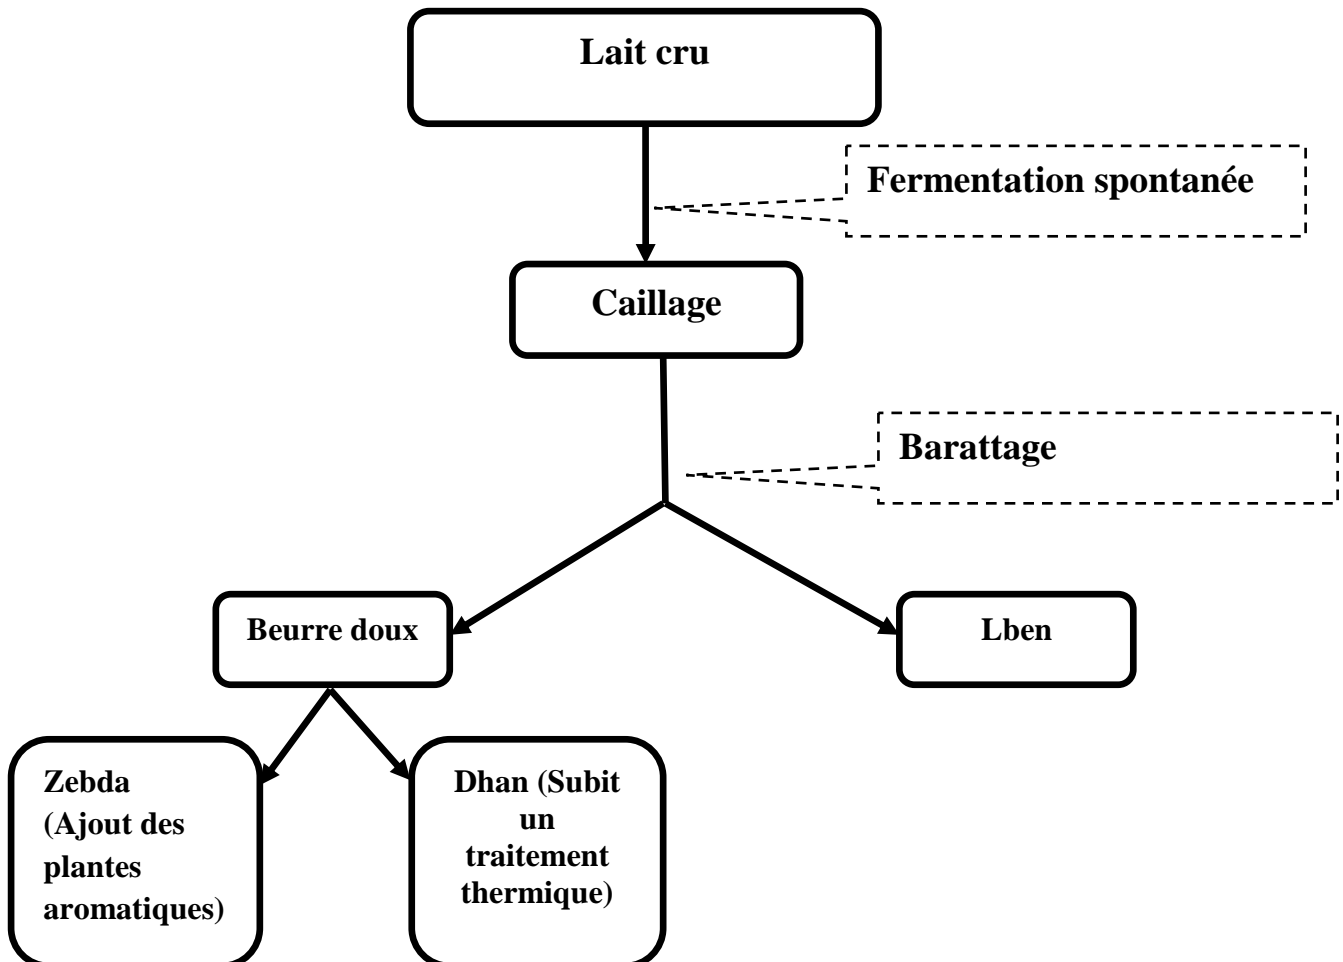 Lait cru
Fermentation spontanée
Caillage
Barattage
Beurre doux
Lben
Zebda
(Ajout des
plantes
aromatiques)
Dhan (Subit
un
traitement
thermique)